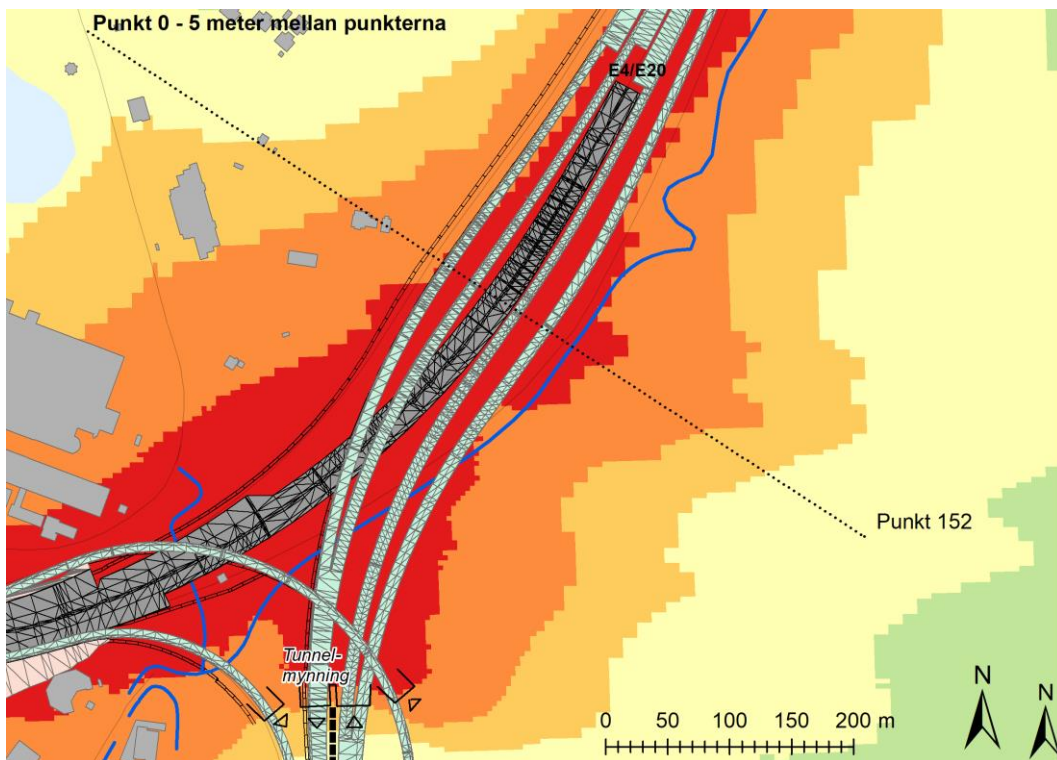 Punkt 0 - 5 meter mellan punkterna
E4/E20
Punkt 152
Tunnel-
mynning
0 50 100 150 200 m
N
N